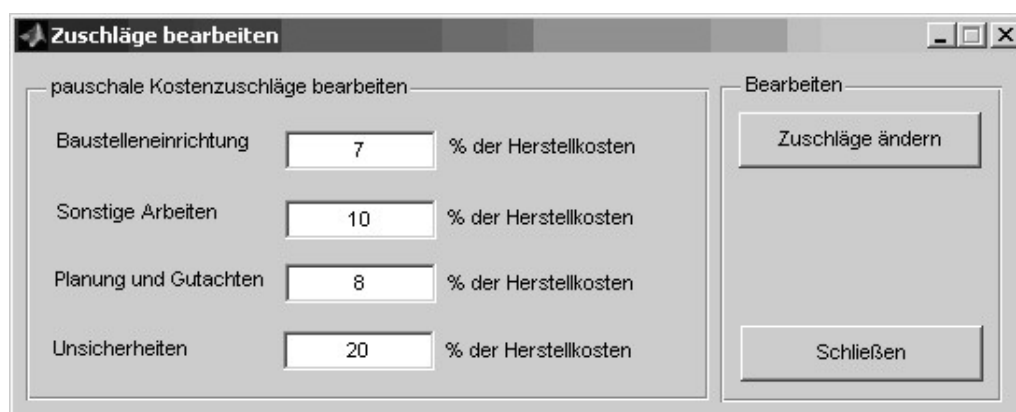 Zuschläge bearbeiten
pauschale Kostenzuschläge bearbeiten
Baustelleneinrichtung 7 % der Herstellkosten
Sonstige Arbeiten 10 % der Herstellkosten
Planung und Gutachten 8 % der Herstellkosten
Unsicherheiten 20 % der Herstellkosten
Bearbeiten
Zuschläge ändern
Schließen